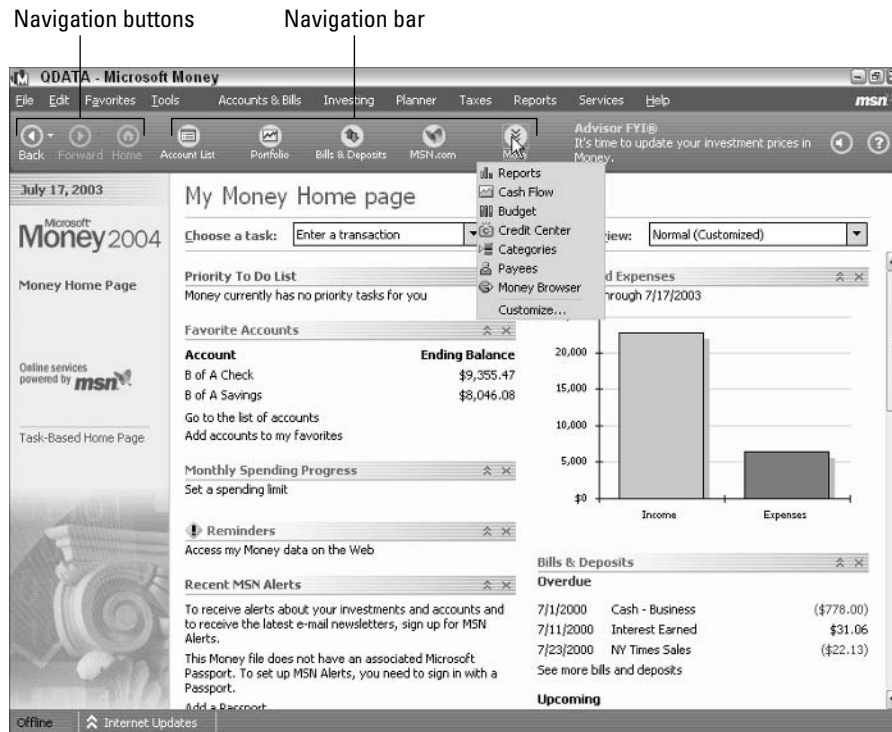 Navigation buttons
Navigation bar
QDATA - Microsoft Money
File Edit Favorites Tools Accounts & Bills Investing Planner Taxes Reports Services Help
msn
Back Forward Home Account List Portfolio Bills & Deposits MSN.com More
Advisor FYI®
It's time to update your investment prices in
Money.
July 17, 2003
Microsoft
Money 2004
Money Home Page
Online services
powered by msn
Task-Based Home Page
My Money Home page
Choose a task: Enter a transaction
view: Normal (Customized)
Reports
Cash Flow
Budget
Credit Center
Categories
Payees
Money Browser
Customize...
Priority To Do List
Money currently has no priority tasks for you
Favorite Accounts
Account Ending Balance
B of A Check $9,355.47
B of A Savings $8,046.08
Go to the list of accounts
Add accounts to my favorites
Monthly Spending Progress
Set a spending limit
Reminders
Access my Money data on the Web
Recent MSN Alerts
To receive alerts about your investments and accounts and
to receive the latest e-mail newsletters, sign up for MSN
Alerts.
This Money file does not have an associated Microsoft
Passport. To set up MSN Alerts, you need to sign in with a
Passport.
Add a Passport
Expenses
through 7/17/2003
20,000
15,000
10,000
5,000
$0
Income Expenses
Bills & Deposits
Overdue
7/1/2000 Cash - Business ($778.00)
7/11/2000 Interest Earned $31.06
7/23/2000 NY Times Sales ($22.13)
See more bills and deposits
Upcoming
Offline Internet Updates